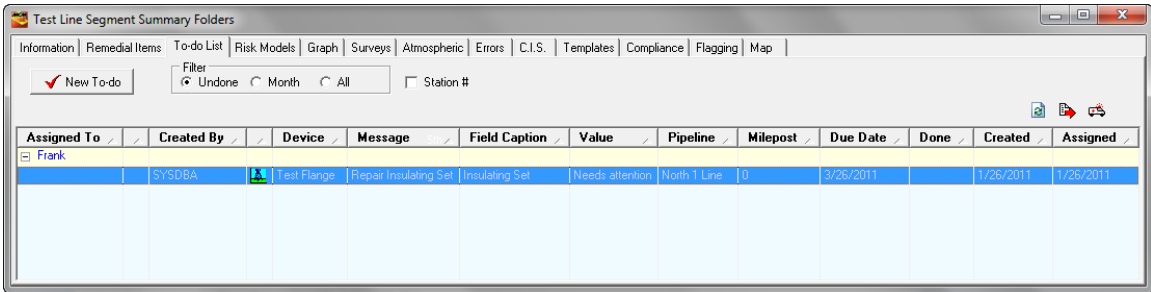 Test Line Segment Summary Folders
Information Remedial Items To-do List Risk Models Graph Surveys Atmospheric Errors C.I.S. Templates Compliance Flagging Map
Filter
New To-do Undone Month All Station #
Assigned To Created By Device Message Field Caption Value Pipeline Milepost Due Date Done Created Assigned
Frank
SYSDBA Test Flange Repair Insulating Set Insulating Set Needs attention North 1 Line 0 3/26/2011 1/26/2011 1/26/2011